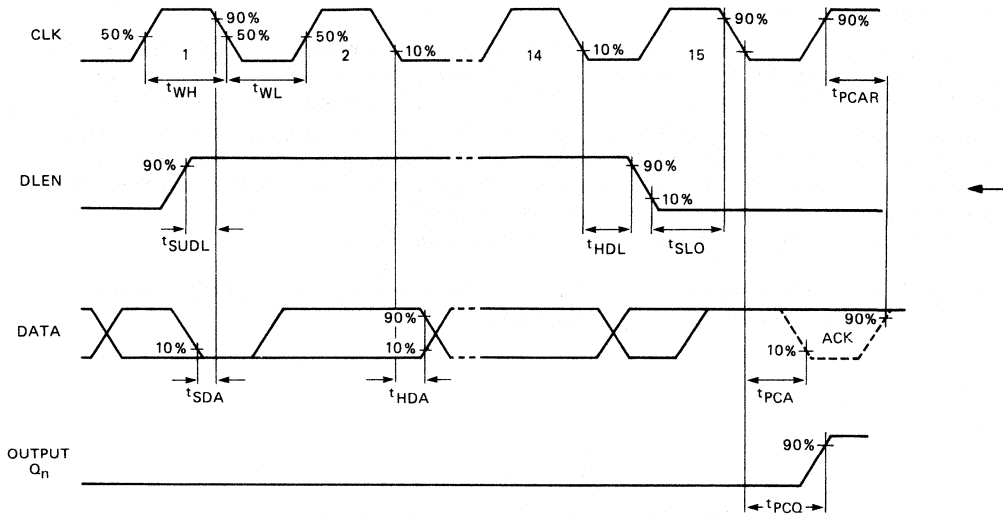 CLK
50%
1
90%
50%
50%
2
10%
14
10%
15
90%
90%
tWH
tWL
tPCAR
DLEN
90%
10%
tSUDL
tHDL
tSLO
DATA
10%
90%
10%
ACK
90%
10%
tSDA
tHDA
tPCA
OUTPUT
Qn
90%
tPCQ